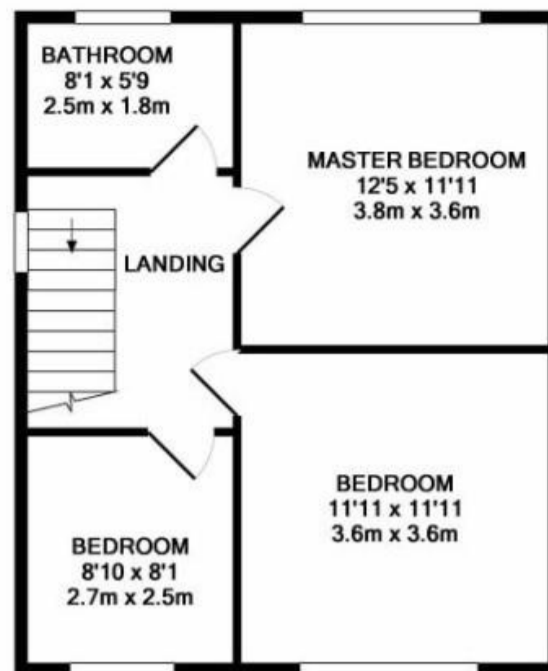 BATHROOM
8'1 x 5'9
2.5m x 1.8m
MASTER BEDROOM
12'5 x 11'11
3.8m x 3.6m
LANDING
BEDROOM
11'11 x 11'11
3.6m x 3.6m
BEDROOM
8'10 x 8'1
2.7m x 2.5m